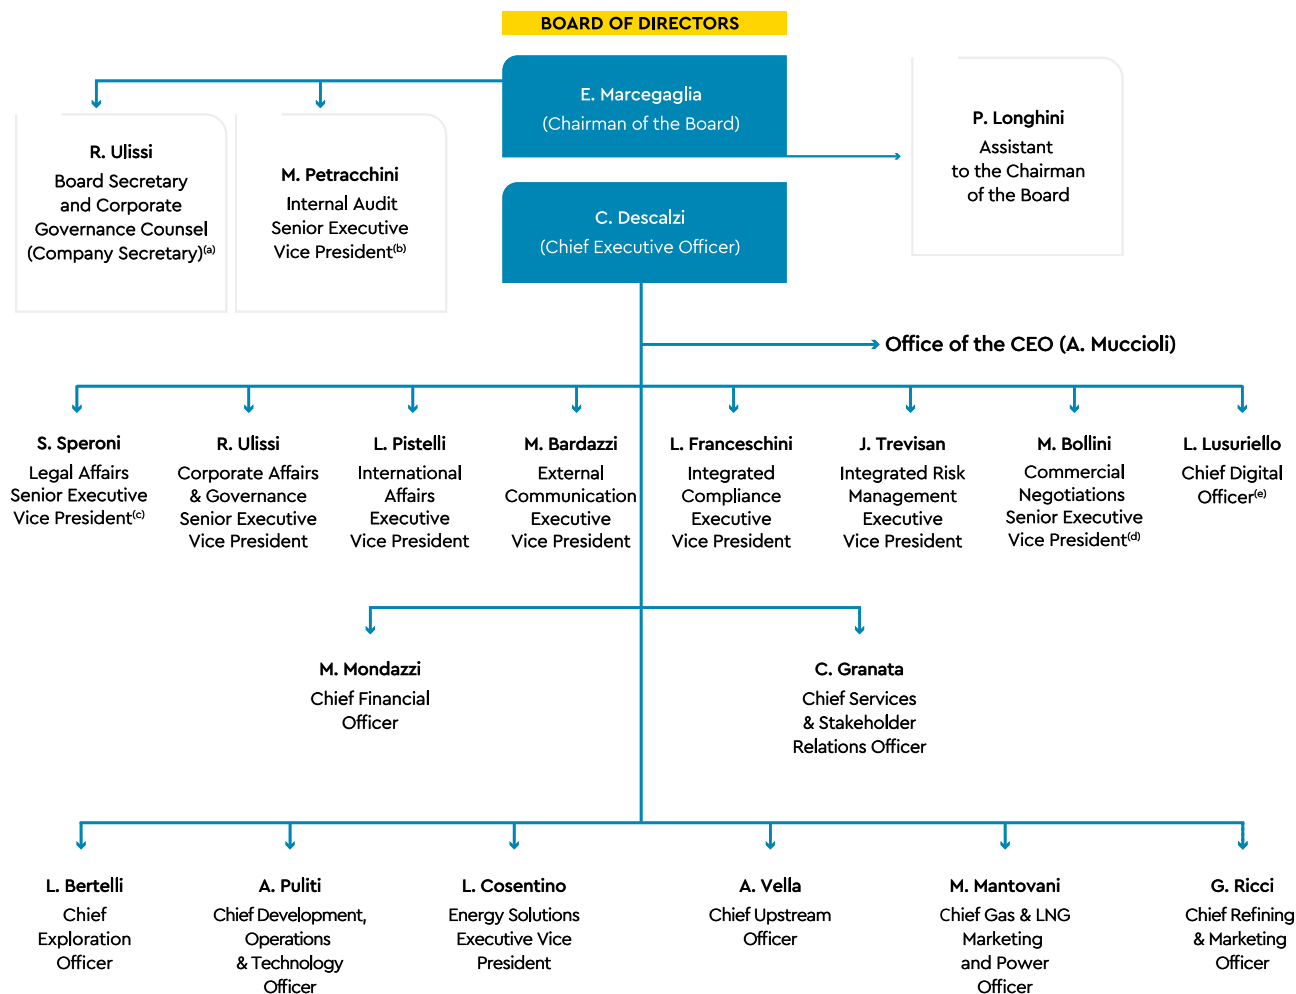 BOARD OF DIRECTORS
E. Marcegaglia
(Chairman of the Board)
R. Ulissi
Board Secretary
and Corporate
Governance Counsel
(Company Secretary)(a)
M. Petracchini
Internal Audit
Senior Executive
Vice President(b)
P. Longhini
Assistant
to the Chairman
of the Board
C. Descalzi
(Chief Executive Officer)
Office of the CEO (A. Muccioli)
S. Speroni
Legal Affairs
Senior Executive
Vice President(c)
R. Ulissi
Corporate Affairs
& Governance
Senior Executive
Vice President
L. Pistelli
International
Affairs
Executive
Vice President
M. Bardazzi
External
Communication
Executive
Vice President
L. Franceschini
Integrated
Compliance
Executive
Vice President
J. Trevisan
Integrated Risk
Management
Executive
Vice President
M. Bollini
Commercial
Negotiations
Senior Executive
Vice President(d)
L. Lusuriello
Chief Digital
Officer(e)
M. Mondazzi
Chief Financial
Officer
C. Granata
Chief Services
& Stakeholder
Relations Officer
L. Bertelli
Chief
Exploration
Officer
A. Puliti
Chief Development,
Operations
& Technology
Officer
L. Cosentino
Energy Solutions
Executive Vice
President
A. Vella
Chief Upstream
Officer
M. Mantovani
Chief Gas & LNG
Marketing
and Power
Officer
G. Ricci
Chief Refining
& Marketing
Officer